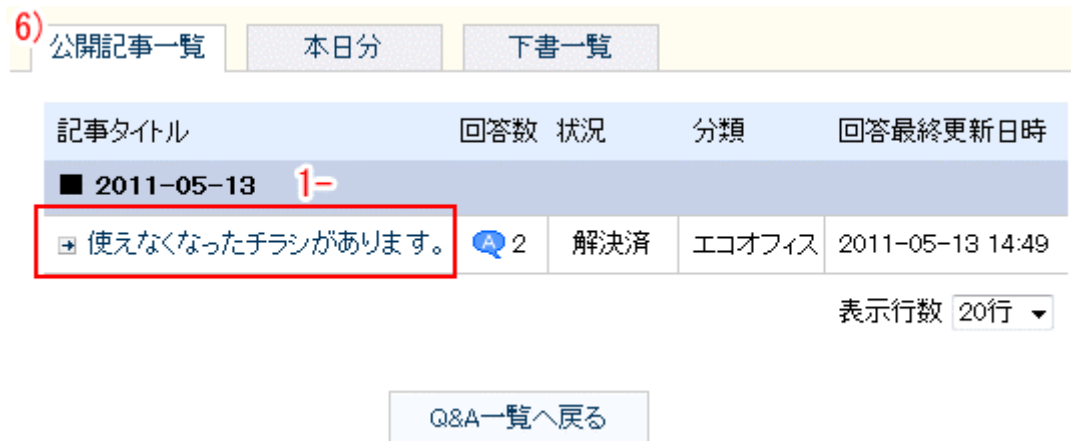 6)
公開記事一覧 本日分 下書一覧
記事タイトル 回答数 状況 分類 回答最終更新日時
■ 2011-05-13 1-
使えなくなったチラシがあります。 A 2 解決済 エコオフィス 2011-05-13 14:49
表示行数 20行
Q&A一覧へ戻る